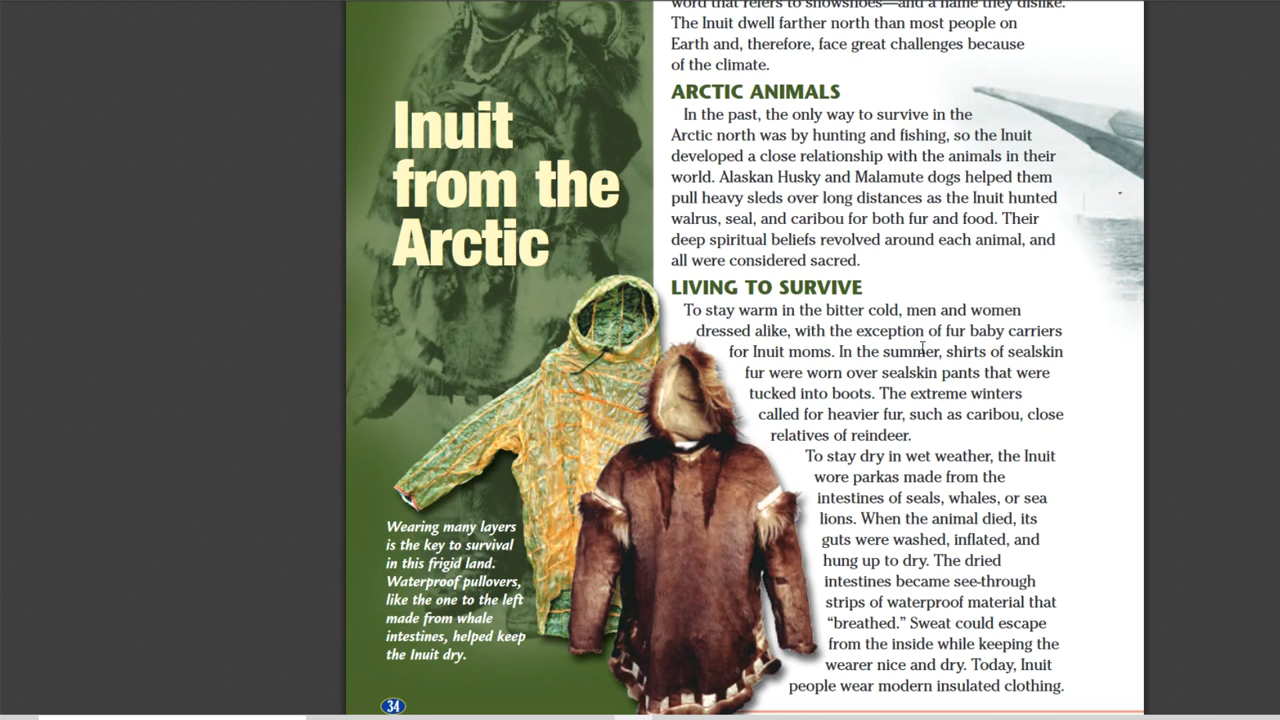 word that refers to snowshoes—and a name they dislike.
The Inuit dwell farther north than most people on
Earth and, therefore, face great challenges because
of the climate.
Inuit
from the
Arctic
ARCTIC ANIMALS
In the past, the only way to survive in the
Arctic north was by hunting and fishing, so the Inuit
developed a close relationship with the animals in their
world. Alaskan Husky and Malamute dogs helped them
pull heavy sleds over long distances as the Inuit hunted
walrus, seal, and caribou for both fur and food. Their
deep spiritual beliefs revolved around each animal, and
all were considered sacred.
LIVING TO SURVIVE
To stay warm in the bitter cold, men and women
dressed alike, with the exception of fur baby carriers
for Inuit moms. In the summer, shirts of sealskin
fur were worn over sealskin pants that were
tucked into boots. The extreme winters
called for heavier fur, such as caribou, close
relatives of reindeer.
To stay dry in wet weather, the Inuit
wore parkas made from the
intestines of seals, whales, or sea
lions. When the animal died, its
guts were washed, inflated, and
hung up to dry. The dried
intestines became see-through
strips of waterproof material that
“breathed.” Sweat could escape
from the inside while keeping the
wearer nice and dry. Today, Inuit
people wear modern insulated clothing.
Wearing many layers
is the key to survival
in this frigid land.
Waterproof pullovers,
like the one to the left
made from whale
intestines, helped keep
the Inuit dry.
34